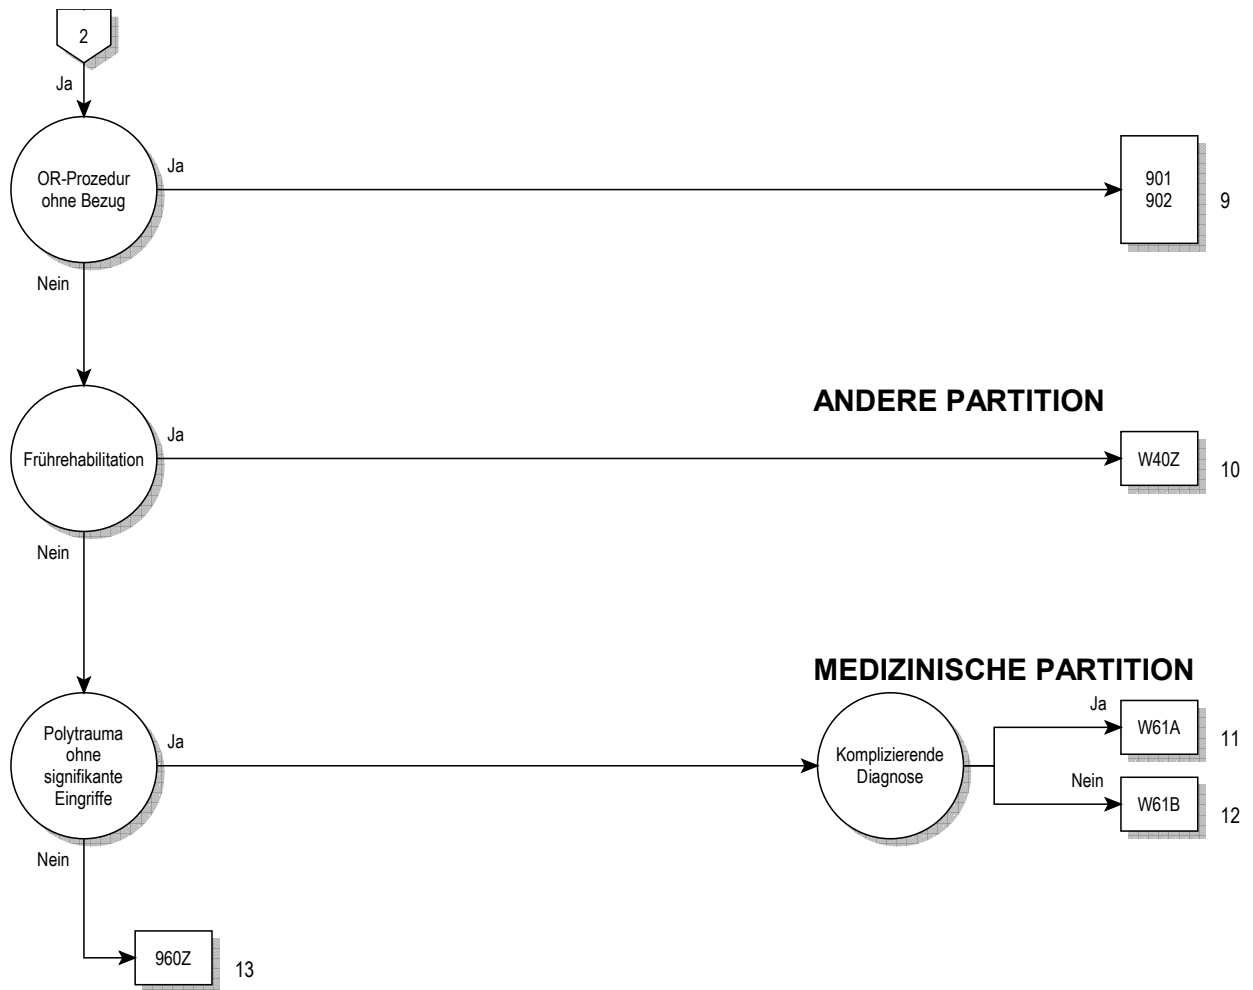 2
Ja
OR-Prozedur
ohne Bezug
Ja
901
902
9
Nein
ANDERE PARTITION
Frührehabilitation
Ja
W40Z
10
Nein
MEDIZINISCHE PARTITION
Polytrauma
ohne
signifikante
Eingriffe
Ja
Komplizierende
Diagnose
Ja
W61A
11
Nein
W61B
12
Nein
960Z
13